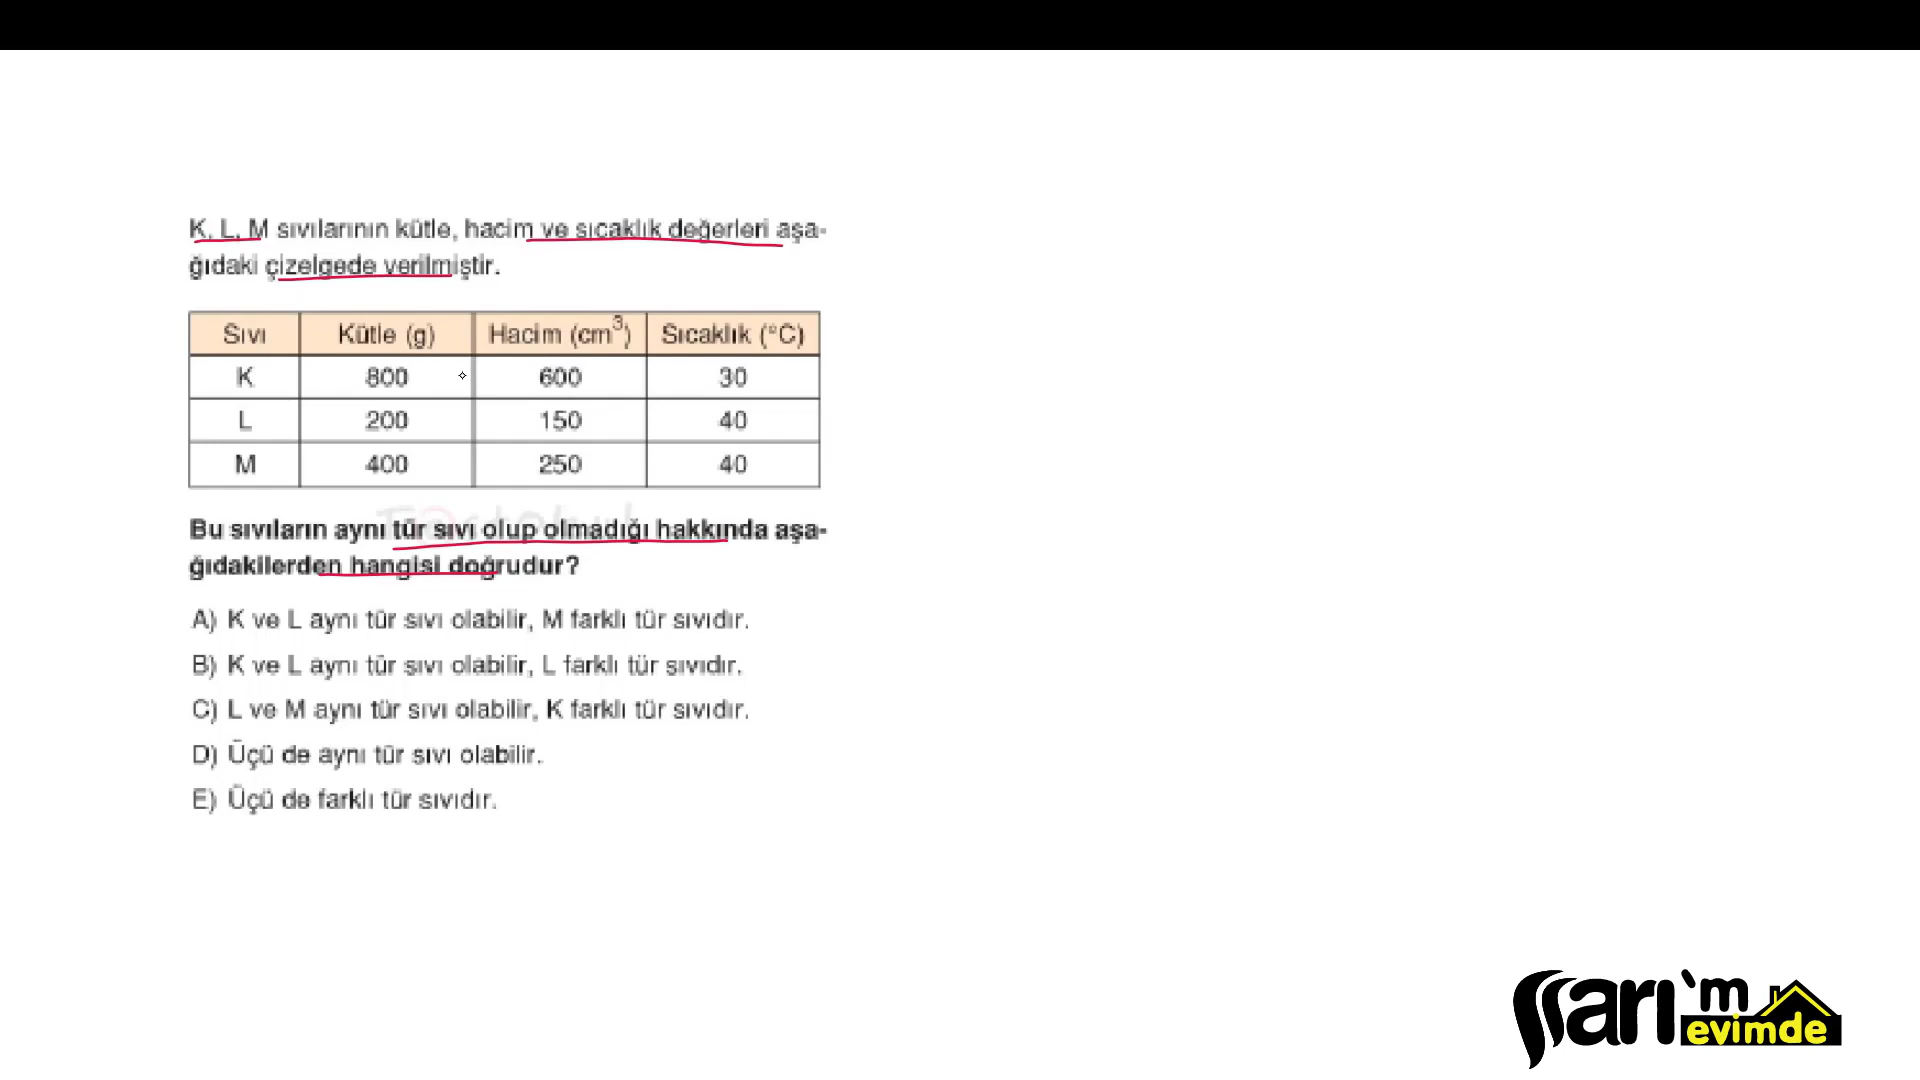 K, L, M sıvılarının kütle, hacim ve sıcaklık değerleri aşa-
ğıdaki çizelgede verilmiştir.
Sıvı Kütle (g) Hacim (cm³) Sıcaklık (°C)
K 800 600 30
L 200 150 40
M 400 250 40
Bu sıvıların aynı tür sıvı olup olmadığı hakkında aşa-
ğıdakilerden hangisi doğrudur?
A) K ve L aynı tür sıvı olabilir, M farklı tür sıvıdır.
B) K ve L aynı tür sıvı olabilir, L farklı tür sıvıdır.
C) L ve M aynı tür sıvı olabilir, K farklı tür sıvıdır.
D) Üçü de aynı tür sıvı olabilir.
E) Üçü de farklı tür sıvıdır.
Sarı'm
evimde